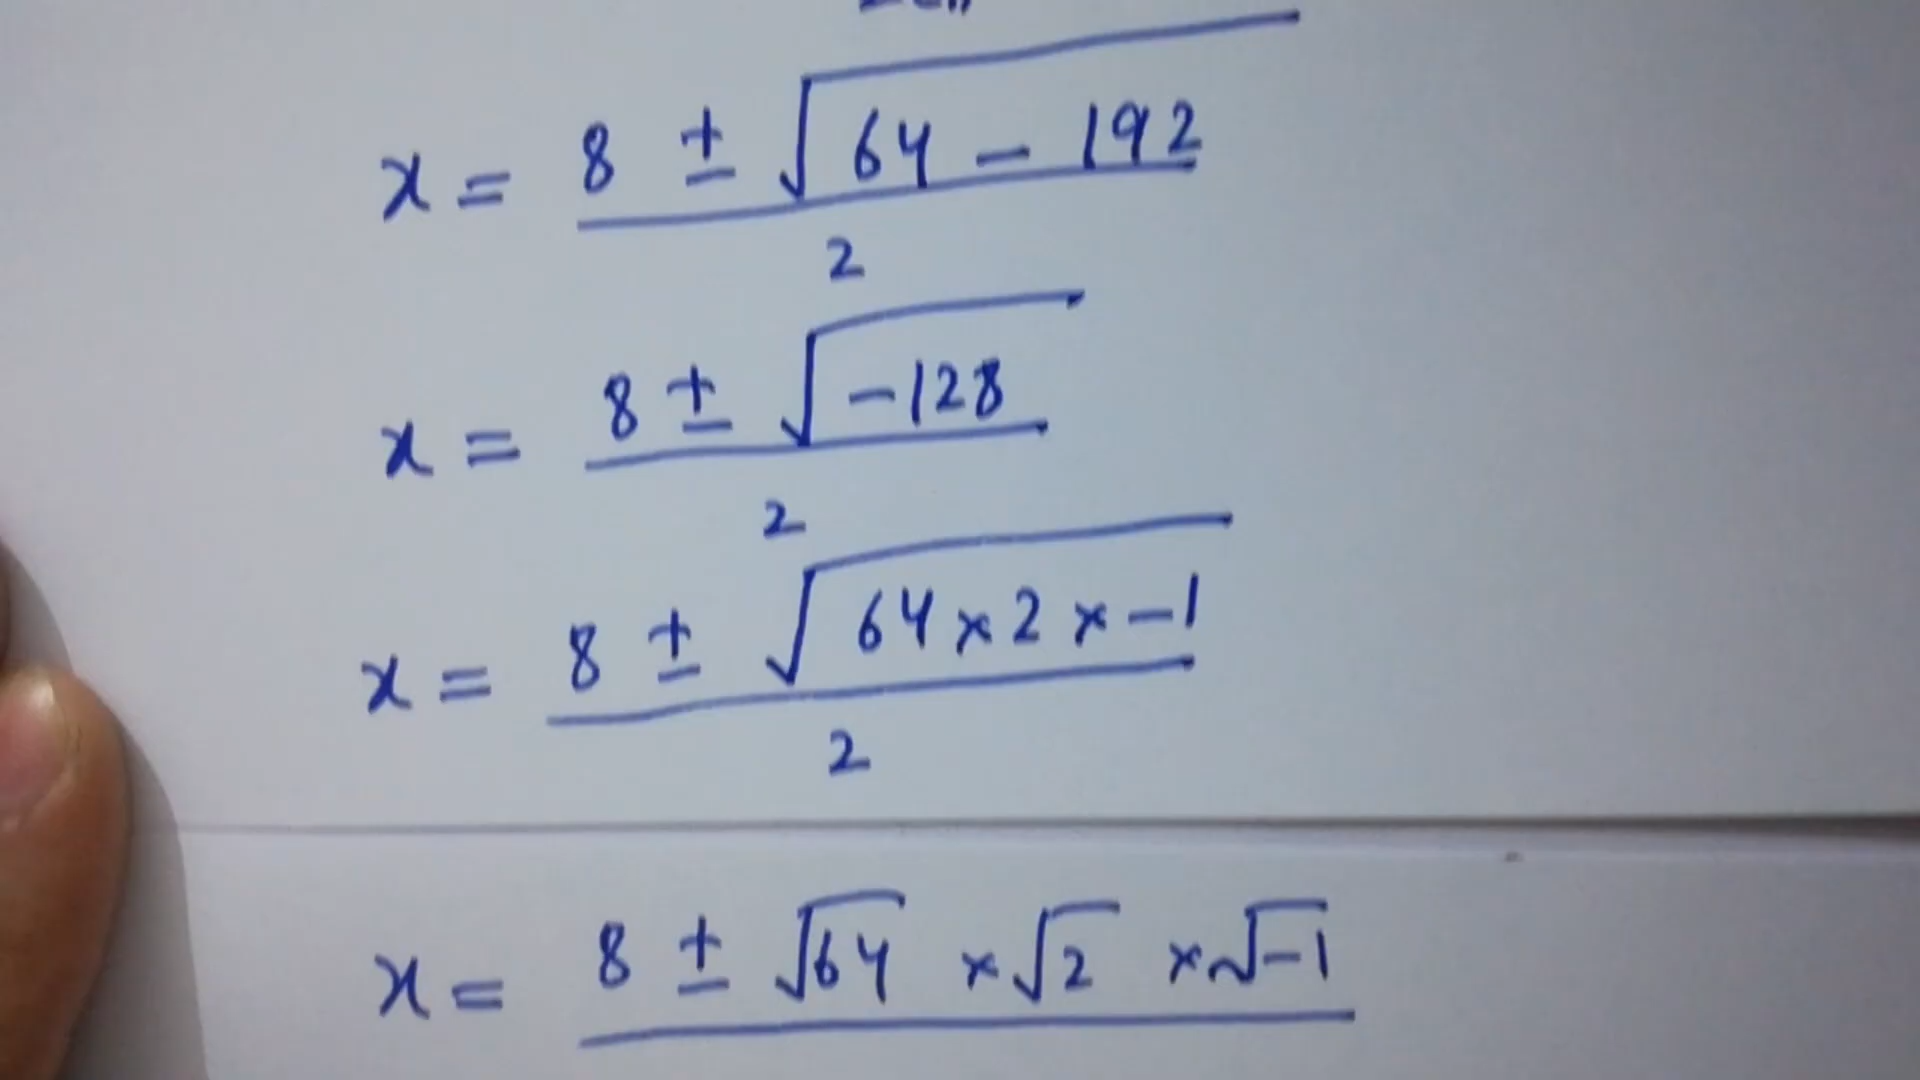 x = 8 ± √64 − 192
2
x = 8 ± √−128
2
x = 8 ± √64 × 2 × −1
2
x = 8 ± √64 × √2 × √−1